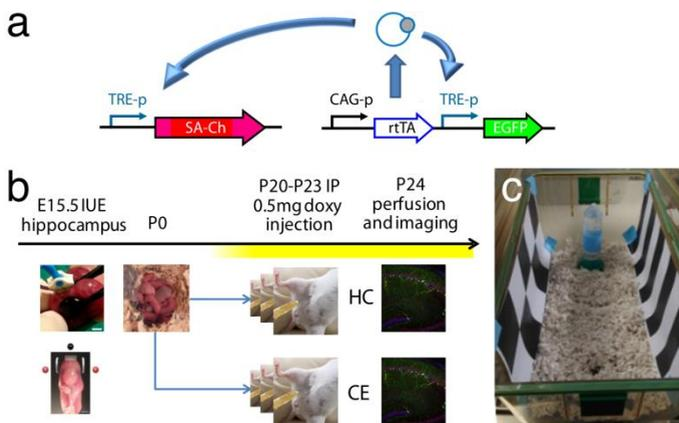 a
TRE-p
CAG-p
TRE-p
SA-Ch
rtTA
EGFP
b
E15.5 IUE
hippocampus
P0
P20-P23 IP
0.5mg doxy
injection
P24
perfusion
and imaging
HC
CE
c